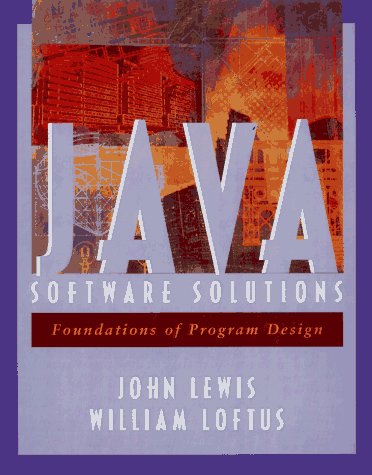 JAVA
SOFTWARE SOLUTIONS
Foundations of Program Design
JOHN LEWIS
WILLIAM LOFTUS